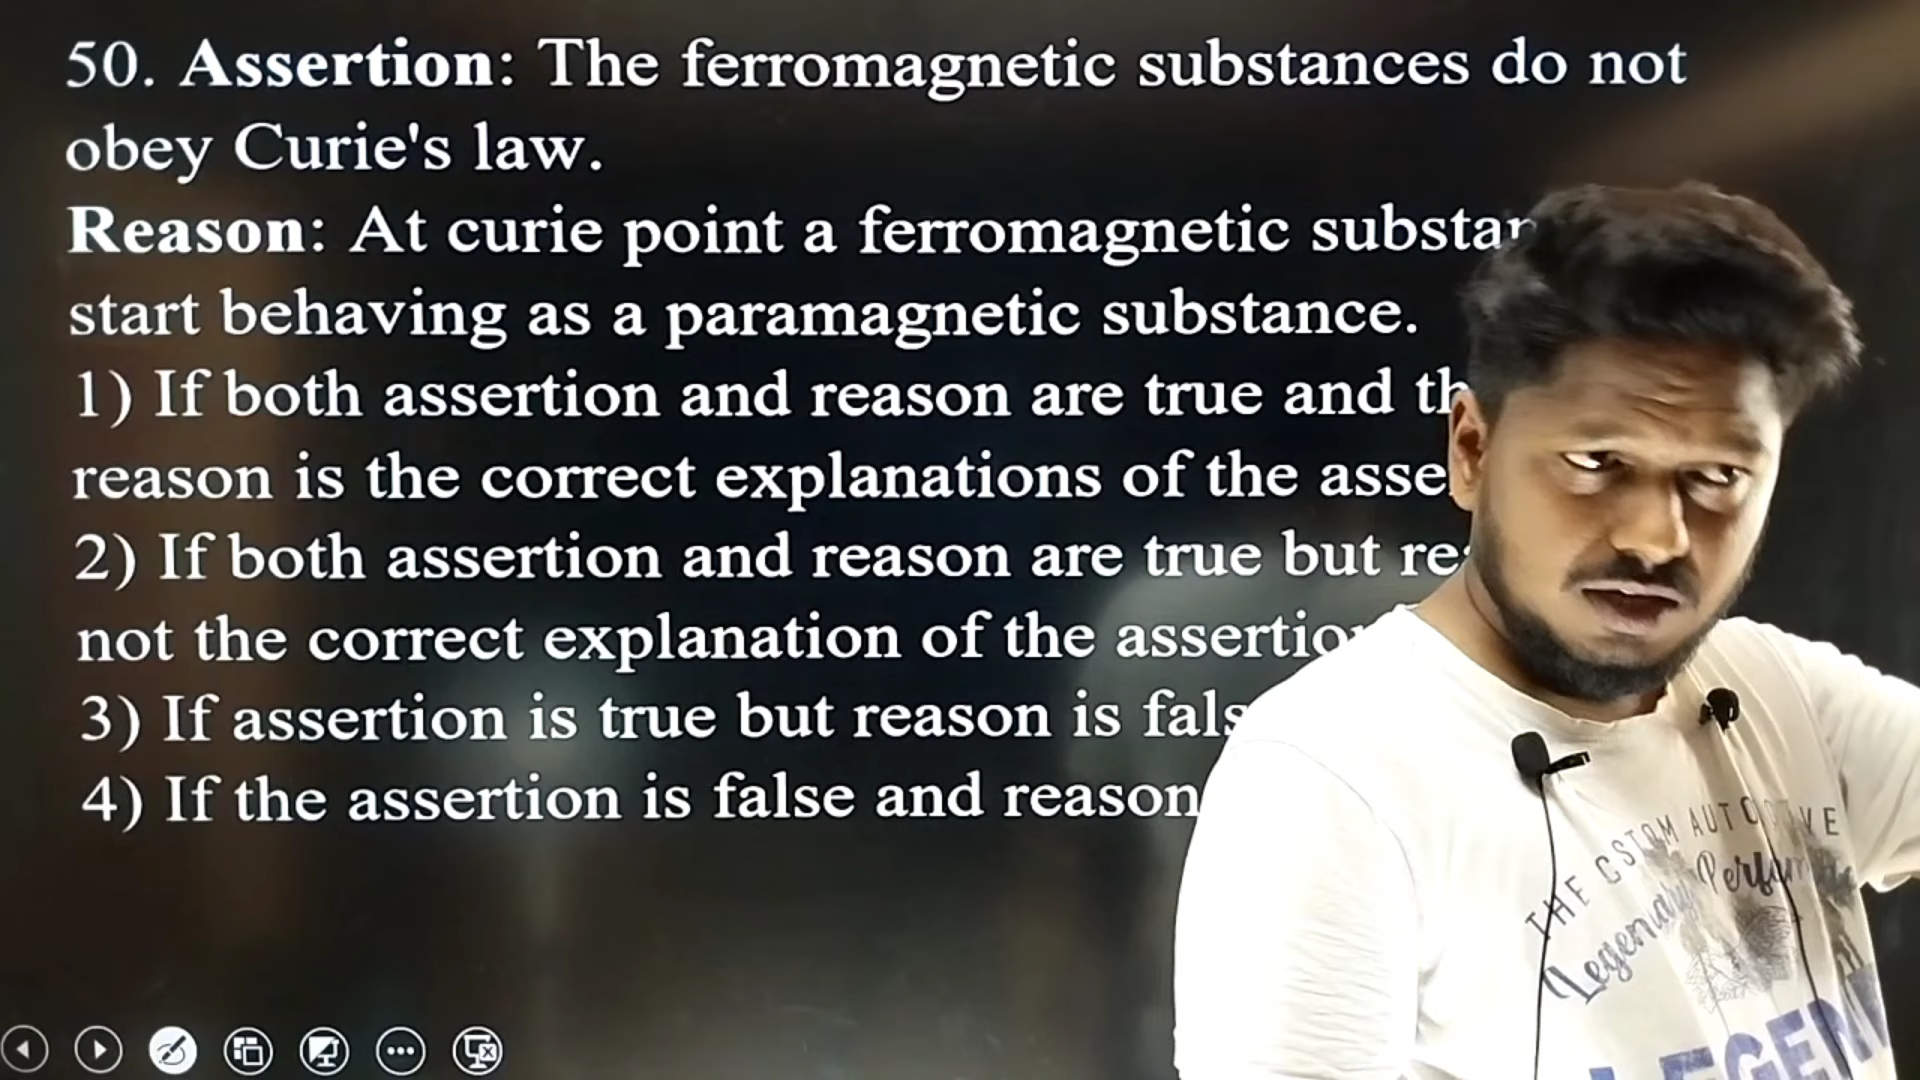 50. Assertion: The ferromagnetic substances do not
obey Curie's law.
Reason: At curie point a ferromagnetic
start behaving as a paramagnetic substance.
1) If both assertion and reason are true and
reason is the correct explanations of the
2) If both assertion and reason are true but
not the correct explanation of the
3) If assertion is true but reason is
4) If the assertion is false and reason
THE CSTOM
Legendary